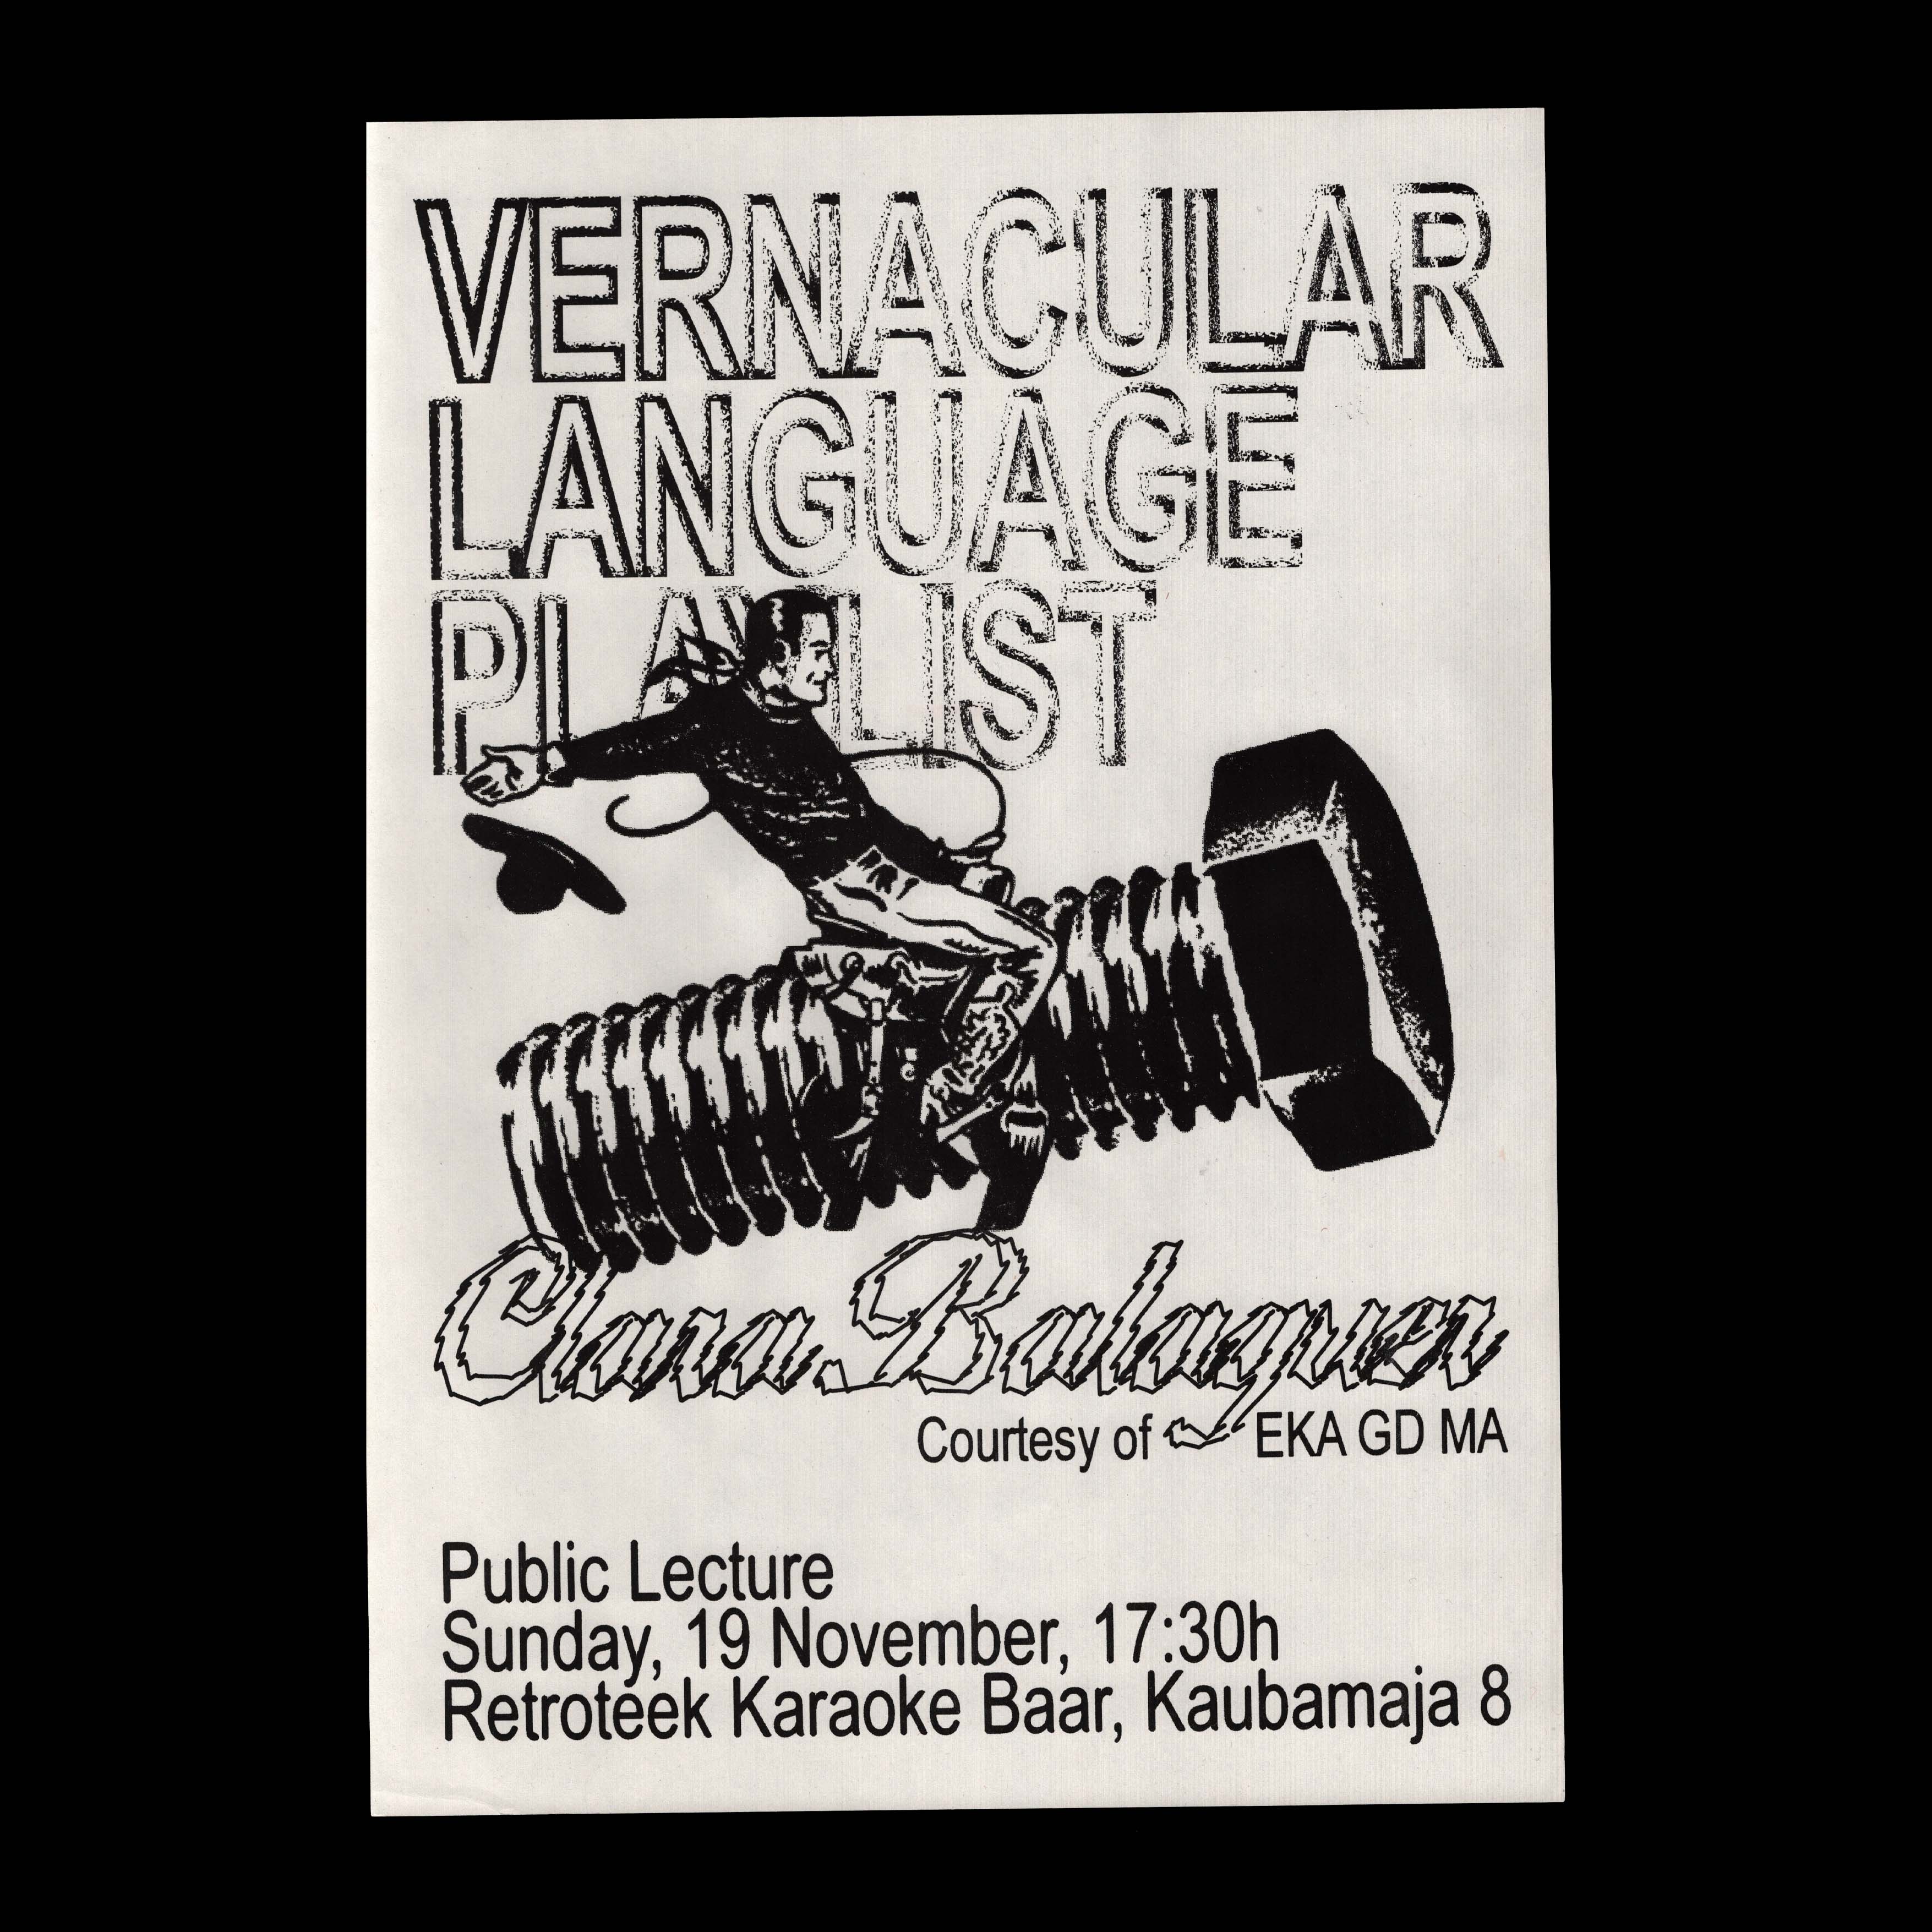 VERNACULAR
LANGUAGE
PLAYLIST
Clara Balaguer
Courtesy of EKA GD MA
Public Lecture
Sunday, 19 November, 17:30h
Retroteek Karaoke Baar, Kaubamaja 8